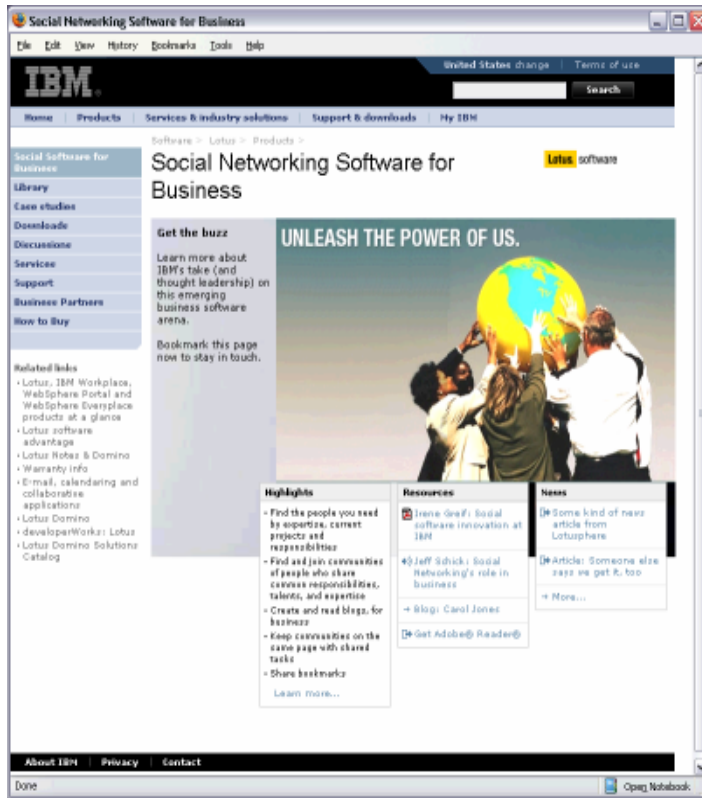 Social Networking Software for Business
File Edit View History Bookmarks Tools Help
United States change | Terms of use
IBM.
Search
Home | Products | Services & industry solutions | Support & downloads | My IBM
Software > Lotus > Products >
Social Software for
Business
Library
Case studies
Downloads
Discussions
Services
Support
Business Partners
How to Buy
Related links
Lotus, IBM Workplace,
WebSphere Portal and
WebSphere Everyplace
products at a glance
Lotus software
advantage
Lotus Notes & Domino
Warranty info
E-mail, calendaring and
collaborative
applications
Lotus Domino
developerWorks: Lotus
Lotus Domino Solutions
Catalog
Social Networking Software for
Business
Lotus. software
Get the buzz
Learn more about
IBM's take (and
thought leadership) on
this emerging
business software
arena.
Bookmark this page
now to stay in touch.
UNLEASH THE POWER OF US.
Highlights
- Find the people you need
by expertise, current
projects and
responsibilities
- Find and join communities
of people who share
common responsibilities,
talents, and expertise
- Create and read blogs, for
business
- Keep communities on the
same page with shared
tasks
- Share bookmarks
Learn more...
Resources
Irene Greif: Social
software innovation at
IBM
Jeff Schick: Social
Networking's role in
business
→ Blog: Carol Jones
Get Adobe® Reader®
News
Some kind of news
article from
Lotusphere
Article: Someone else
says we get it, too
→ More...
About IBM | Privacy | Contact
Done
Open Notebook